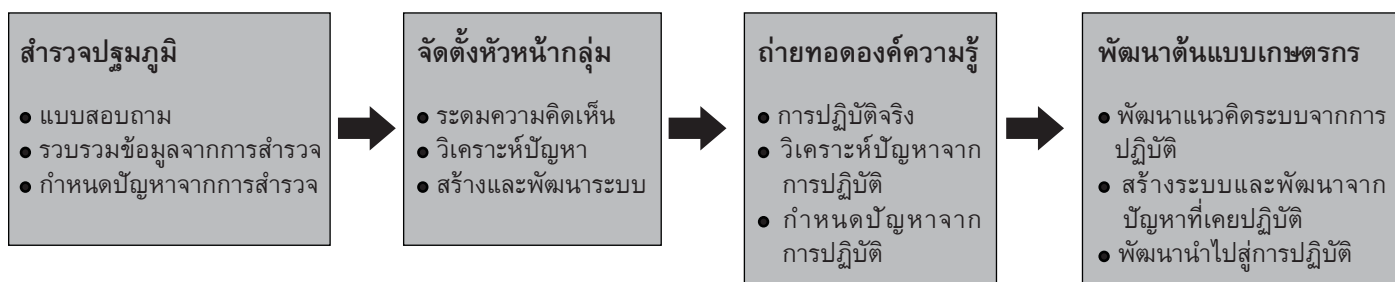 สำรวจปฐมภูมิ
● แบบสอบถาม
● รวบรวมข้อมูลจากการสำรวจ
● กำหนดปัญหาจากการสำรวจ
จัดตั้งหัวหน้ากลุ่ม
● ระดมความคิดเห็น
● วิเคราะห์ปัญหา
● สร้างและพัฒนาระบบ
ถ่ายทอดองค์ความรู้
● การปฏิบัติจริง
● วิเคราะห์ปัญหาจาก
การปฏิบัติ
● กำหนดปัญหาจาก
การปฏิบัติ
พัฒนาต้นแบบเกษตรกร
● พัฒนาแนวคิดระบบจากการ
ปฏิบัติ
● สร้างระบบและพัฒนาจาก
ปัญหาที่เคยปฏิบัติ
● พัฒนานำไปสู่การปฏิบัติ